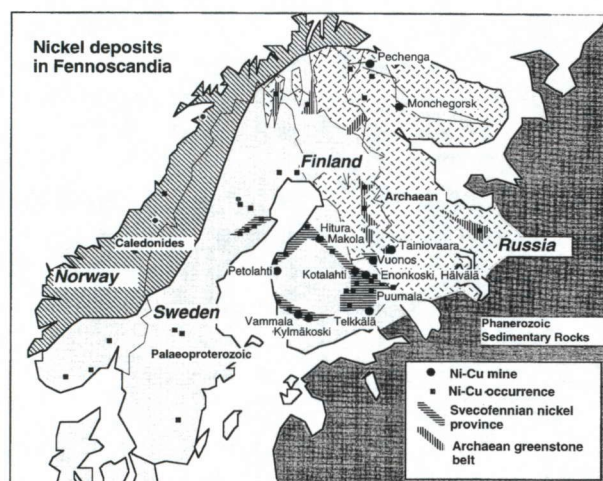 Nickel deposits
in Fennoscandia
Pechenga
Monchegorsk
Finland
Archaean
Hitura
Makola
Tainiovaara
Caledonides
Vuonos
Russia
Norway
Petolahti
Kotalahti
Enonkoski, Hälvälä
Puumala
Sweden
Vammala
Telkkälä
Kylmäkoski
Palaeoproterozoic
Phanerozoic
Sedimentary Rocks
Ni-Cu mine
Ni-Cu-occurrence
Svecofennian nickel
province
Archaean greenstone
belt